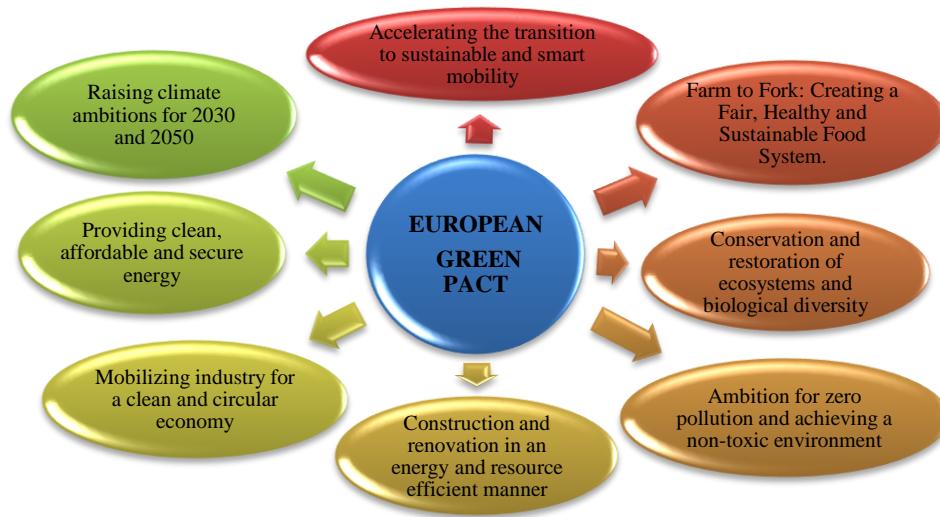 Accelerating the transition
to sustainable and smart
mobility
Farm to Fork: Creating a
Fair, Healthy and
Sustainable Food
System.
Conservation and
restoration of
ecosystems and
biological diversity
Ambition for zero
pollution and achieving a
non-toxic environment
Construction and
renovation in an
energy and resource
efficient manner
Mobilizing industry for
a clean and circular
economy
Providing clean,
affordable and secure
energy
Raising climate
ambitions for 2030
and 2050
EUROPEAN
GREEN
PACT